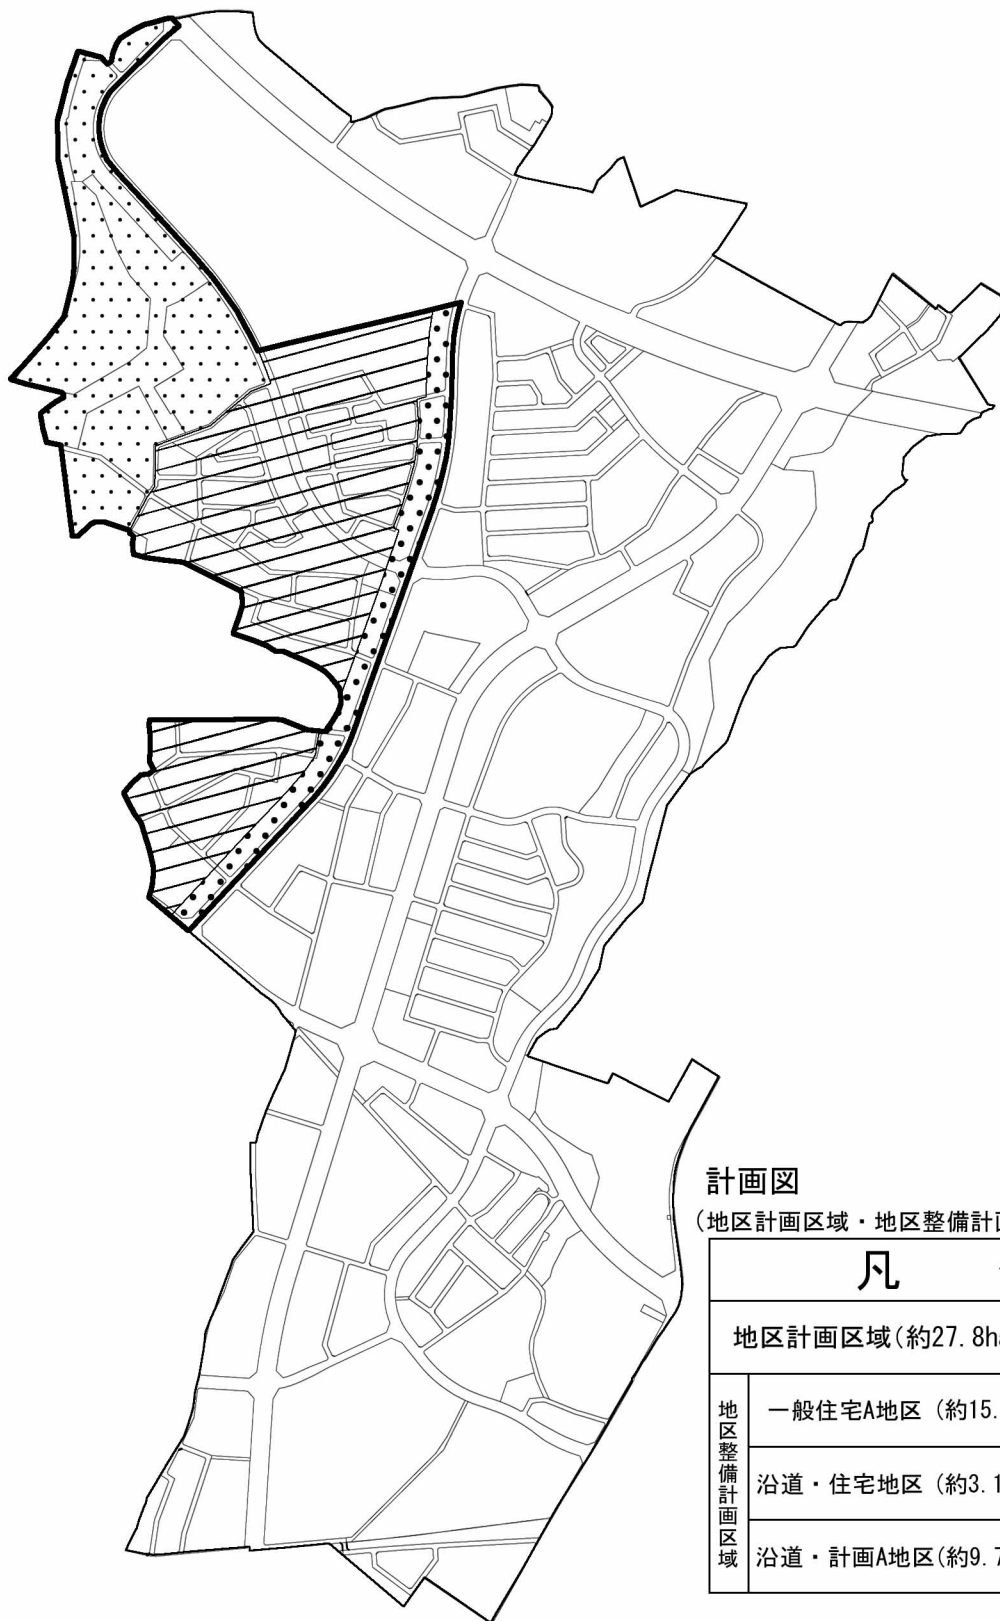 計画図
（地区計画区域・地区整備計
凡
地区計画区域（約27.8h
地区整備計画区域
一般住宅A地区（約15.
沿道・住宅地区（約3.1
沿道・計画A地区（約9.7